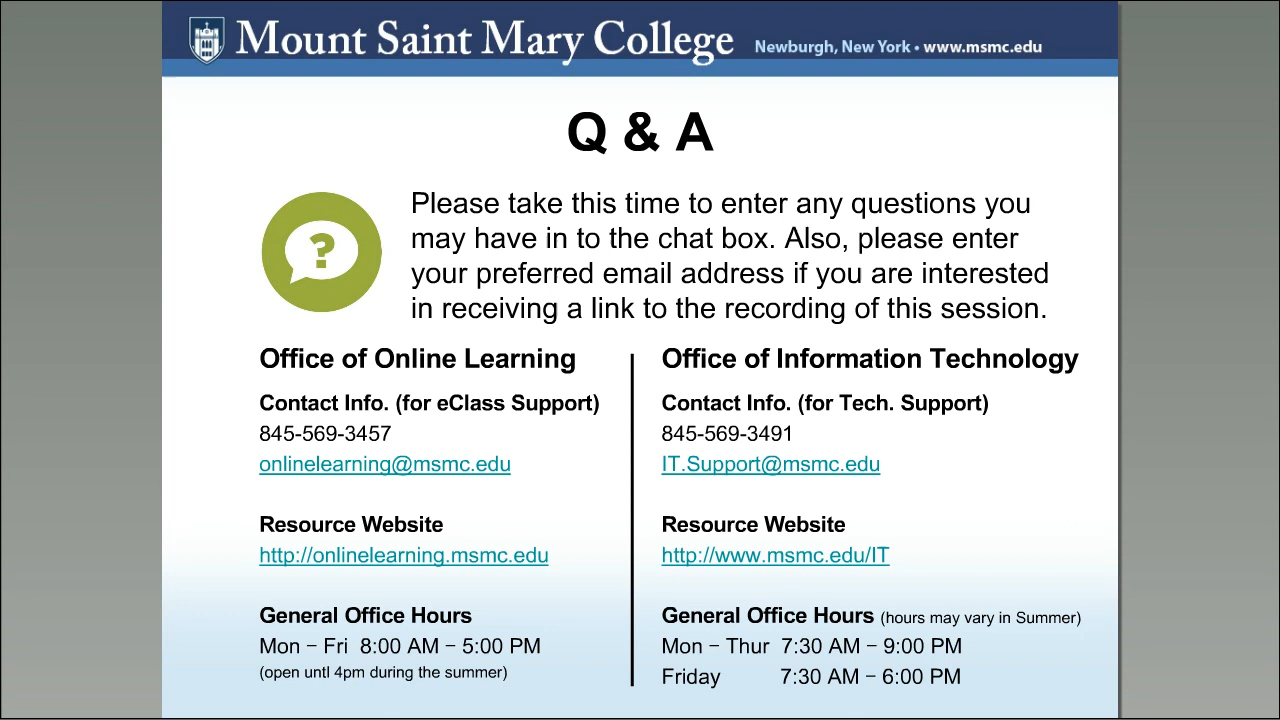 Mount Saint Mary College Newburgh, New York • www.msmc.edu
Q & A
?
Please take this time to enter any questions you
may have in to the chat box. Also, please enter
your preferred email address if you are interested
in receiving a link to the recording of this session.
Office of Online Learning
Contact Info. (for eClass Support)
845-569-3457
onlinelearning@msmc.edu
Resource Website
http://onlinelearning.msmc.edu
General Office Hours
Mon – Fri 8:00 AM – 5:00 PM
(open untl 4pm during the summer)
Office of Information Technology
Contact Info. (for Tech. Support)
845-569-3491
IT.Support@msmc.edu
Resource Website
http://www.msmc.edu/IT
General Office Hours (hours may vary in Summer)
Mon – Thur 7:30 AM – 9:00 PM
Friday 7:30 AM – 6:00 PM